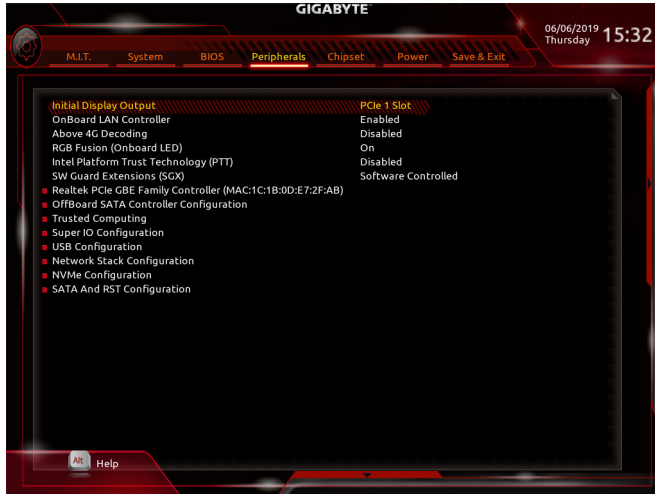 GIGABYTE
06/06/2019
Thursday
15:32
M.I.T. System BIOS Peripherals Chipset Power Save & Exit
Initial Display Output PCIe 1 Slot
OnBoard LAN Controller Enabled
Above 4G Decoding Disabled
RGB Fusion (Onboard LED) On
Intel Platform Trust Technology (PTT) Disabled
SW Guard Extensions (SGX) Software Controlled
Realtek PCIe GBE Family Controller (MAC:1C:1B:0D:E7:2F:AB)
OffBoard SATA Controller Configuration
Trusted Computing
Super IO Configuration
USB Configuration
Network Stack Configuration
NVMe Configuration
SATA And RST Configuration
Alt Help